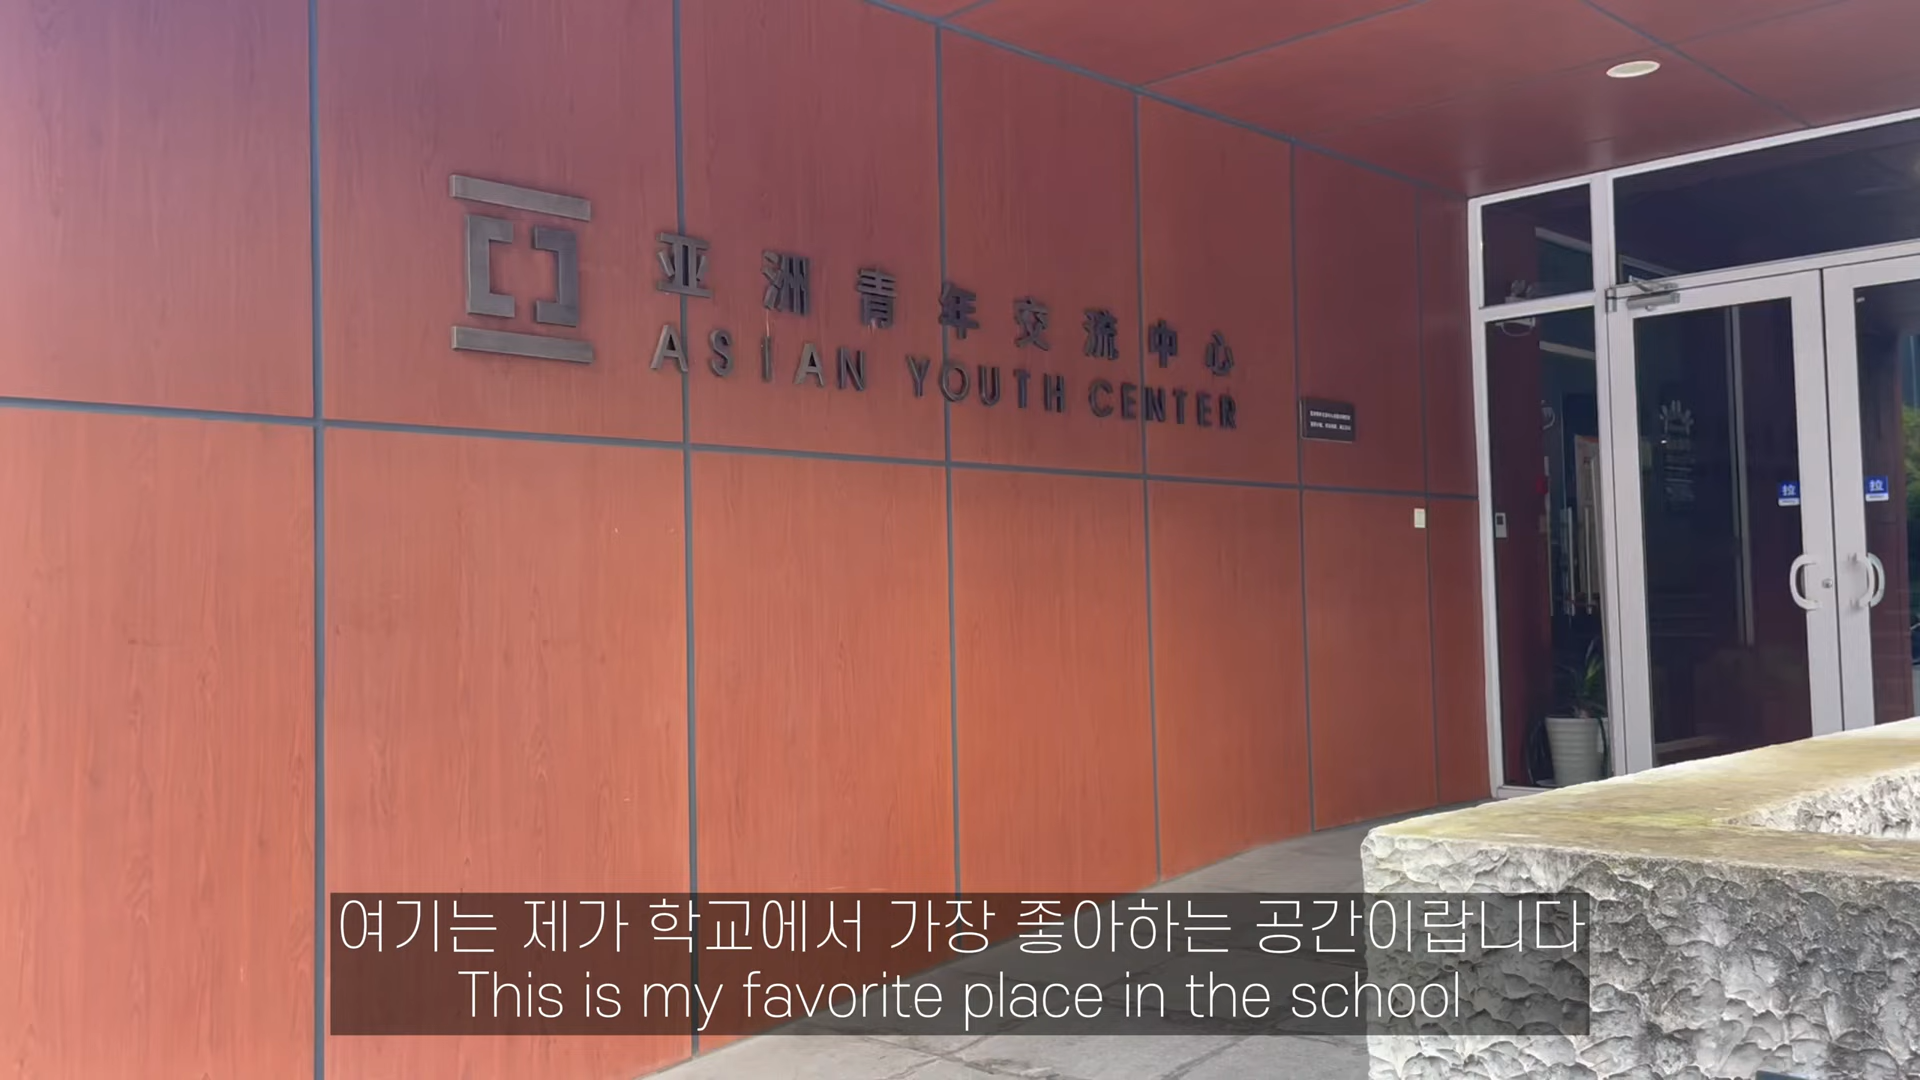 亚洲青年交流中心
ASIAN YOUTH CENTER
拉
拉
여기는 제가 학교에서 가장 좋아하는 공간이랍니다
This is my favorite place in the school